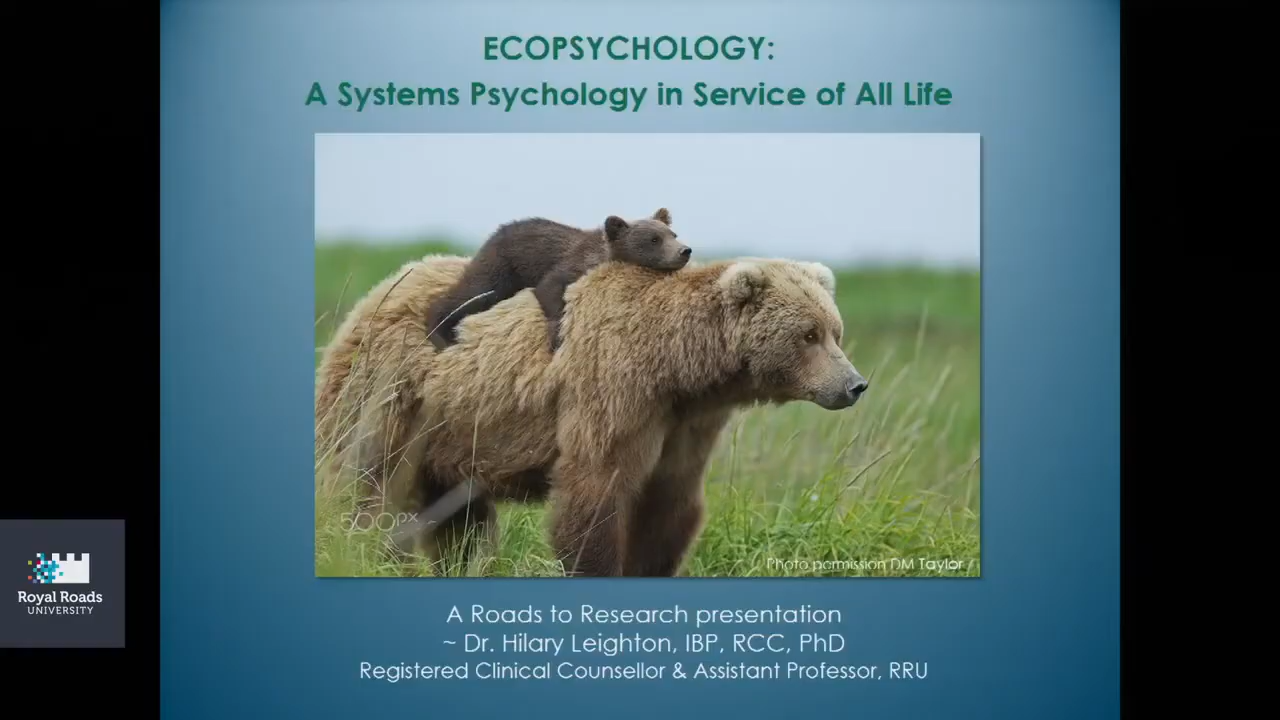 ECOPSYCHOLOGY:
A Systems Psychology in Service of All Life
500px
Photo permission DM Taylor
Royal Roads
UNIVERSITY
A Roads to Research presentation
~ Dr. Hilary Leighton, IBP, RCC, PhD
Registered Clinical Counsellor & Assistant Professor, RRU